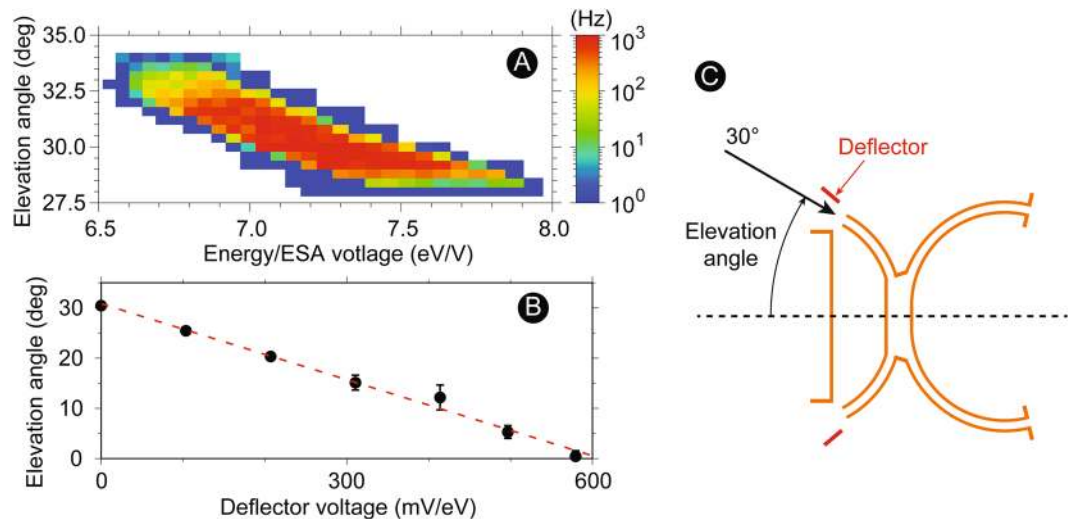 (Hz)
35.0
32.5
30.0
27.5
Elevation angle (deg)
A
10³
10²
10¹
10⁰
6.5 7.0 7.5 8.0
Energy/ESA votlage (eV/V)
B
30
20
10
0
Elevation angle (deg)
0 300 600
Deflector voltage (mV/eV)
C
30°
Deflector
Elevation
angle